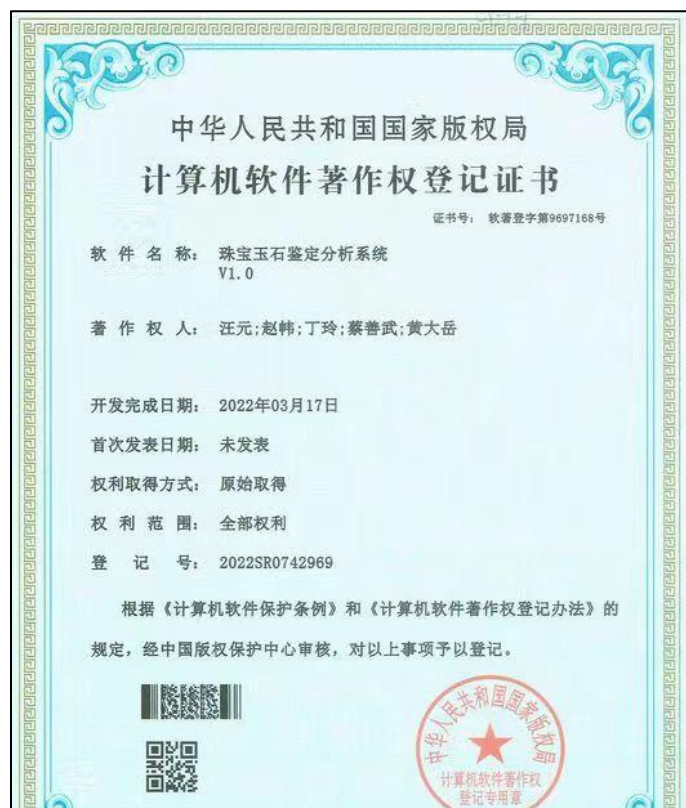 中华人民共和国国家版权局
计算机软件著作权登记证书
证书号： 软著登字第9697168号
软 件 名 称： 珠宝玉石鉴定分析系统
V1.0
著 作 权 人： 汪元;赵帏;丁玲;蔡善武;黄大岳
开发完成日期： 2022年03月17日
首次发表日期： 未发表
权利取得方式： 原始取得
权 利 范 围： 全部权利
登 记 号： 2022SR0742969
根据《计算机软件保护条例》和《计算机软件著作权登记办法》的
规定，经中国版权保护中心审核，对以上事项予以登记。
中华人民共和国国家版权局
计算机软件著作权
登记专用章